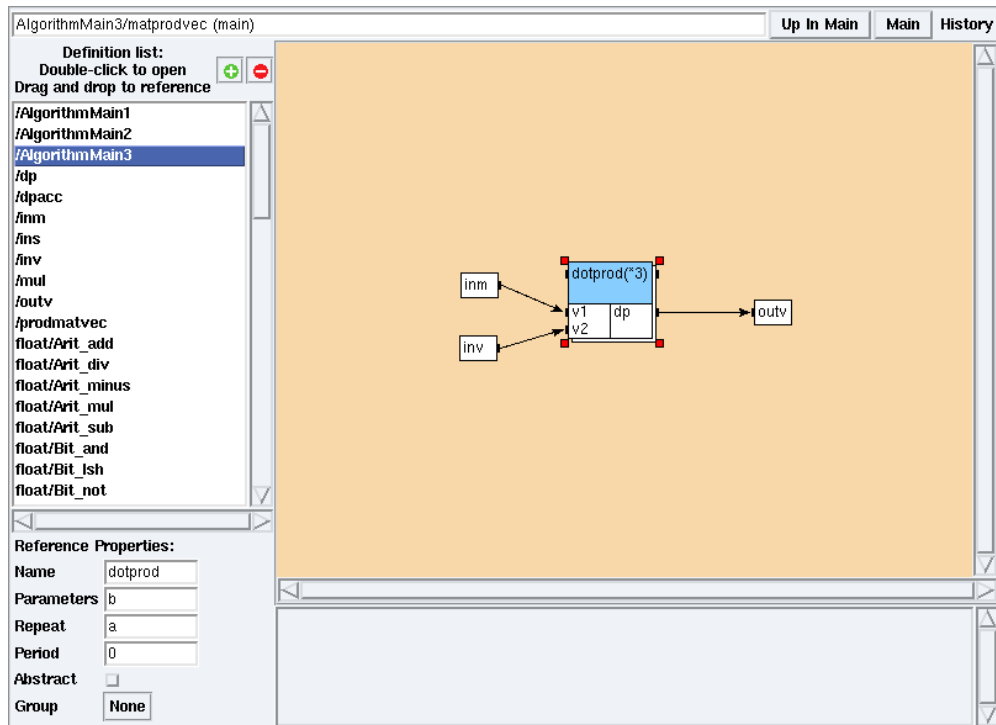 AlgorithmMain3/matprodvec (main)
Up In Main
Main
History
Definition list:
Double-click to open
Drag and drop to reference
/AlgorithmMain1
/AlgorithmMain2
/AlgorithmMain3
/dp
/dpacc
/inm
/ins
/inv
/mul
/outv
/prodmatvec
float/Arit_add
float/Arit_div
float/Arit_minus
float/Arit_mul
float/Arit_sub
float/Bit_and
float/Bit_lsh
float/Bit_not
inm
inv
dotprod(*3)
v1 dp
v2
outv
Reference Properties:
Name dotprod
Parameters b
Repeat a
Period 0
Abstract
Group None